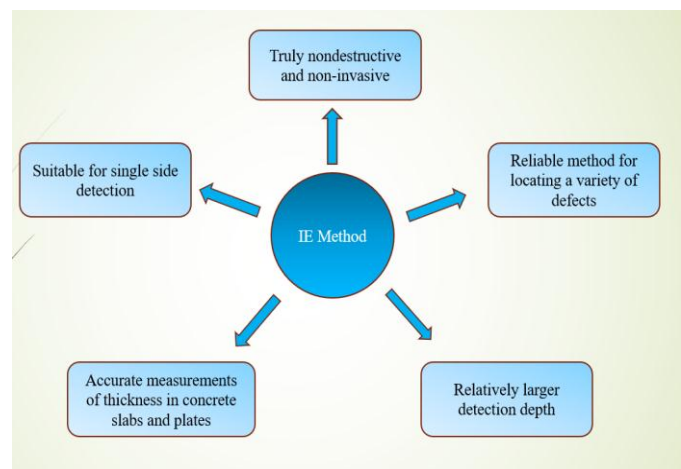 Truly nondestructive
and non-invasive
Suitable for single side
detection
Reliable method for
locating a variety of
defects
IE Method
Accurate measurements
of thickness in concrete
slabs and plates
Relatively larger
detection depth